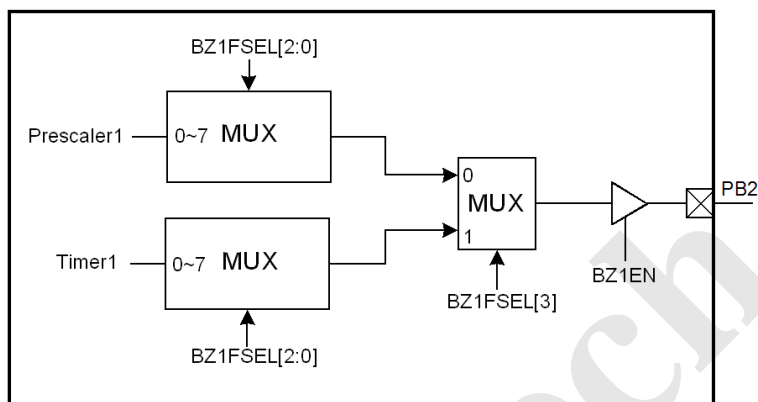 BZ1FSEL[2:0]
Prescaler1
0~7 MUX
0
PB2
MUX
1
Timer1
0~7 MUX
BZ1EN
BZ1FSEL[3]
BZ1FSEL[2:0]
ech